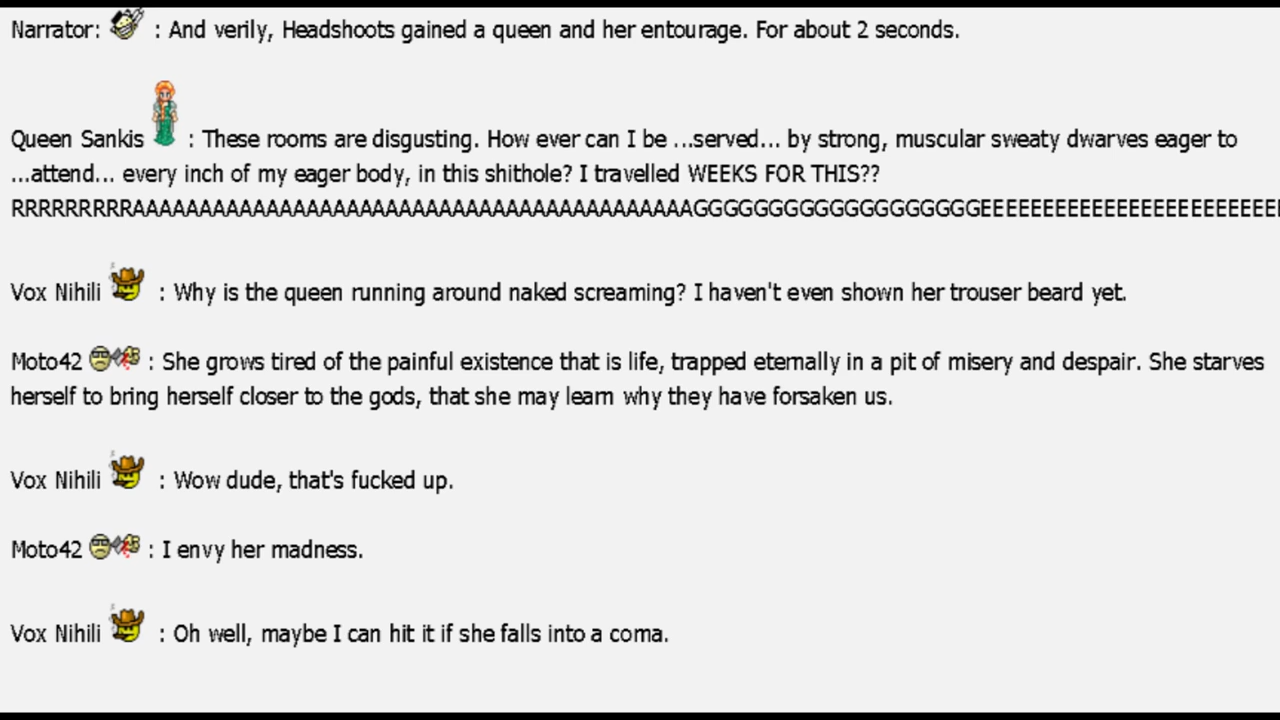 Narrator: : And verily, Headshoots gained a queen and her entourage. For about 2 seconds.
Queen Sankis : These rooms are disgusting. How ever can I be ...served... by strong, muscular sweaty dwarves eager to
...attend... every inch of my eager body, in this shithole? I travelled WEEKS FOR THIS??
RRRRRRRRRAAAAAAAAAAAAAAAAAAAAAAAAAAAAAAAAAAAAAAAAAAGGGGGGGGGGGGGGGGGGGEEEEEEEEEEEEEEEEEEEEEEEE
Vox Nihili : Why is the queen running around naked screaming? I haven't even shown her trouser beard yet.
Moto42 : She grows tired of the painful existence that is life, trapped eternally in a pit of misery and despair. She starves
herself to bring herself closer to the gods, that she may learn why they have forsaken us.
Vox Nihili : Wow dude, that's fucked up.
Moto42 : I envy her madness.
Vox Nihili : Oh well, maybe I can hit it if she falls into a coma.